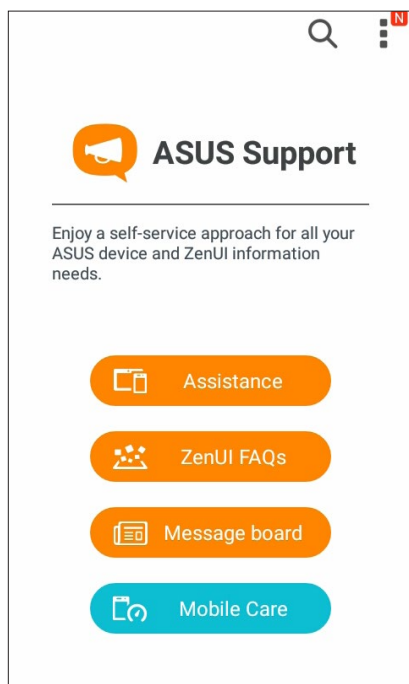 N
ASUS Support
Enjoy a self-service approach for all your
ASUS device and ZenUI information
needs.
Assistance
ZenUI FAQs
Message board
Mobile Care